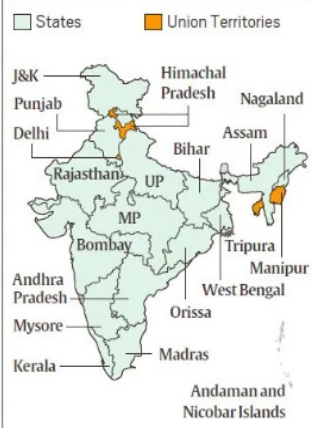 States
Union Territories
J&K
Himachal
Pradesh
Punjab
Nagaland
Delhi
Assam
Bihar
Rajasthan
UP
MP
Bombay
Tripura
Manipur
West Bengal
Andhra
Pradesh
Orissa
Mysore
Madras
Kerala
Andaman and
Nicobar Islands